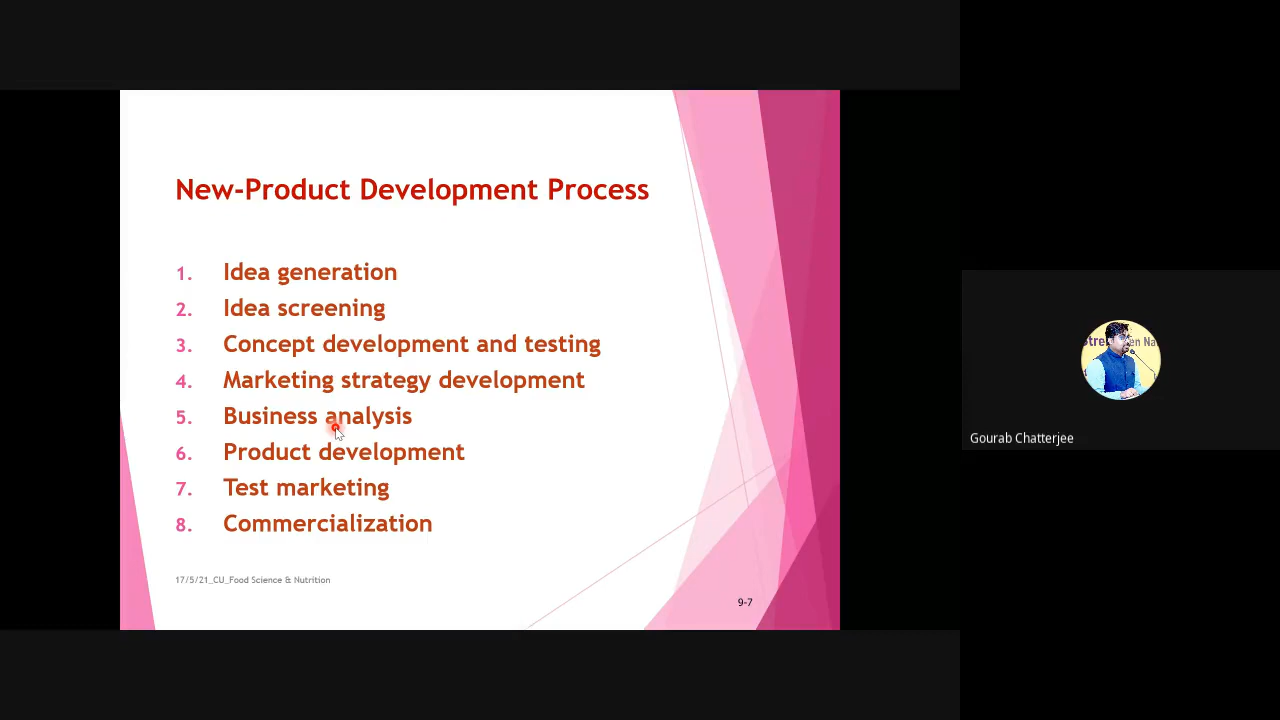 New-Product Development Process
1. Idea generation
2. Idea screening
3. Concept development and testing
4. Marketing strategy development
5. Business analysis
6. Product development
7. Test marketing
8. Commercialization
17/5/21_CU_Food Science & Nutrition
9-7
Gourab Chatterjee